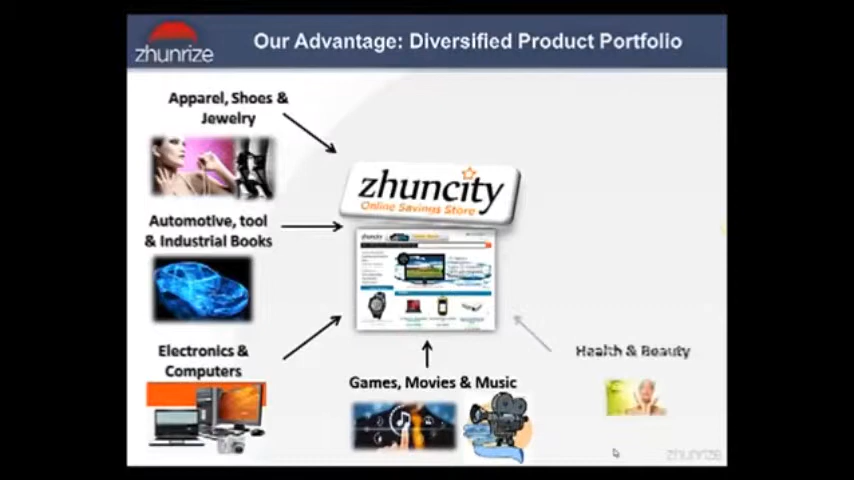 zhunrize
Our Advantage: Diversified Product Portfolio
Apparel, Shoes &
Jewelry
zhuncity
Online Savings Store
Automotive, tool
& Industrial Books
Electronics &
Computers
Games, Movies & Music
Health & Beauty
zhunrize